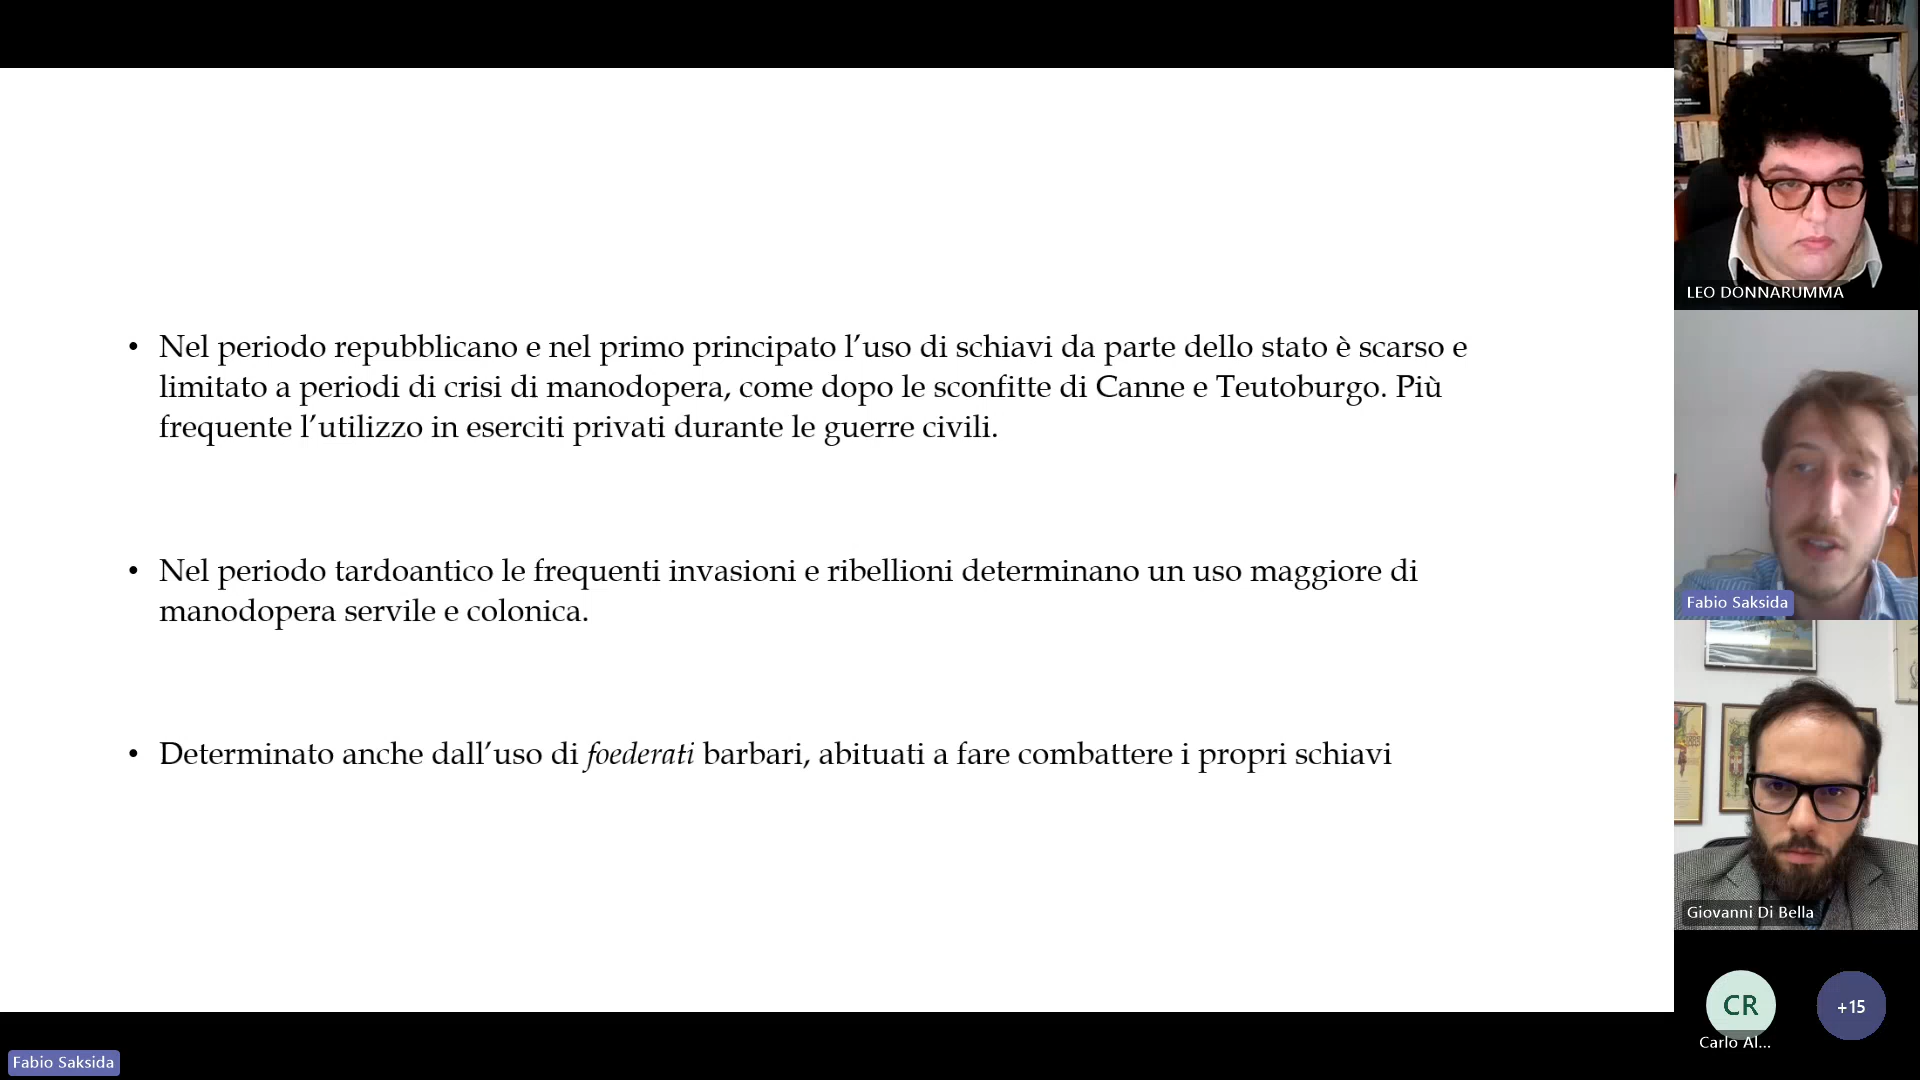 • Nel periodo repubblicano e nel primo principato l’uso di schiavi da parte dello stato è scarso e
limitato a periodi di crisi di manodopera, come dopo le sconfitte di Canne e Teutoburgo. Più
frequente l’utilizzo in eserciti privati durante le guerre civili.
• Nel periodo tardoantico le frequenti invasioni e ribellioni determinano un uso maggiore di
manodopera servile e colonica.
• Determinato anche dall’uso di foederati barbari, abituati a fare combattere i propri schiavi
LEO DONNARUMMA
Fabio Saksida
Giovanni Di Bella
CR
+15
Carlo Al...
Fabio Saksida